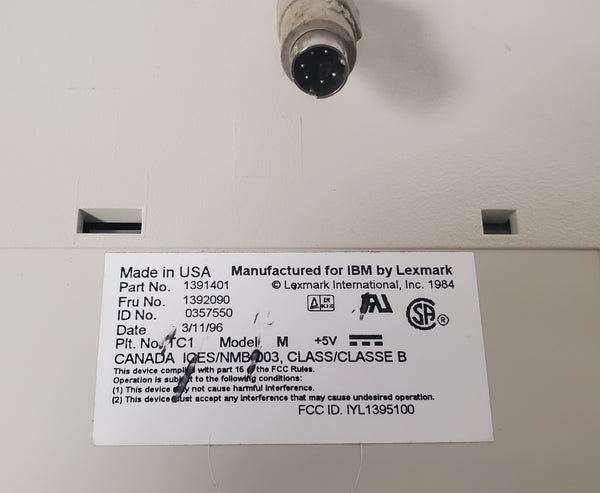 Made in USA Manufactured for IBM by Lexmark
Part No. 1391401 © Lexmark International, Inc. 1984
Fru No. 1392090
ID No. 0357550
Date 3/11/96
Plt. No. TC1 Model M +5V
CANADA ICES/NMB-003, CLASS/CLASSE B
This device complies with part 15 of the FCC Rules.
Operation is subject to the following conditions:
(1) This device may not cause harmful interference.
(2) This device must accept any interference that may cause undesired operation.
FCC ID. IYL1395100